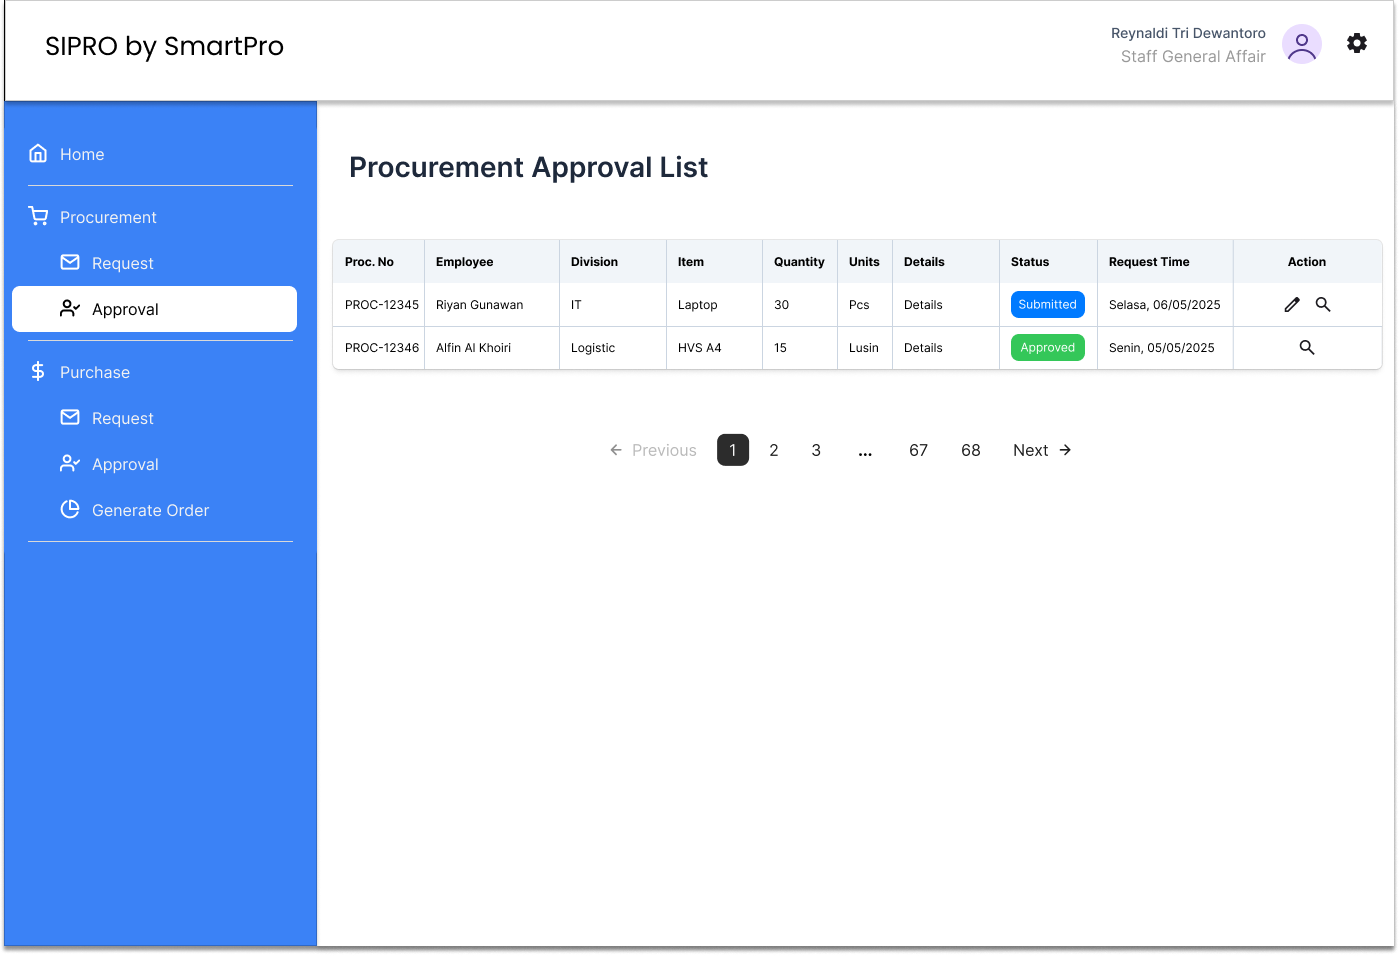 SIPRO by SmartPro
Reynaldi Tri Dewantoro
Staff General Affair
Home
Procurement
Request
Approval
Purchase
Request
Approval
Generate Order
Procurement Approval List
Proc. No Employee Division Item Quantity Units Details Status Request Time Action
PROC-12345 Riyan Gunawan IT Laptop 30 Pcs Details Submitted Selasa, 06/05/2025
PROC-12346 Alfin Al Khoiri Logistic HVS A4 15 Lusin Details Approved Senin, 05/05/2025
← Previous 1 2 3 ... 67 68 Next →